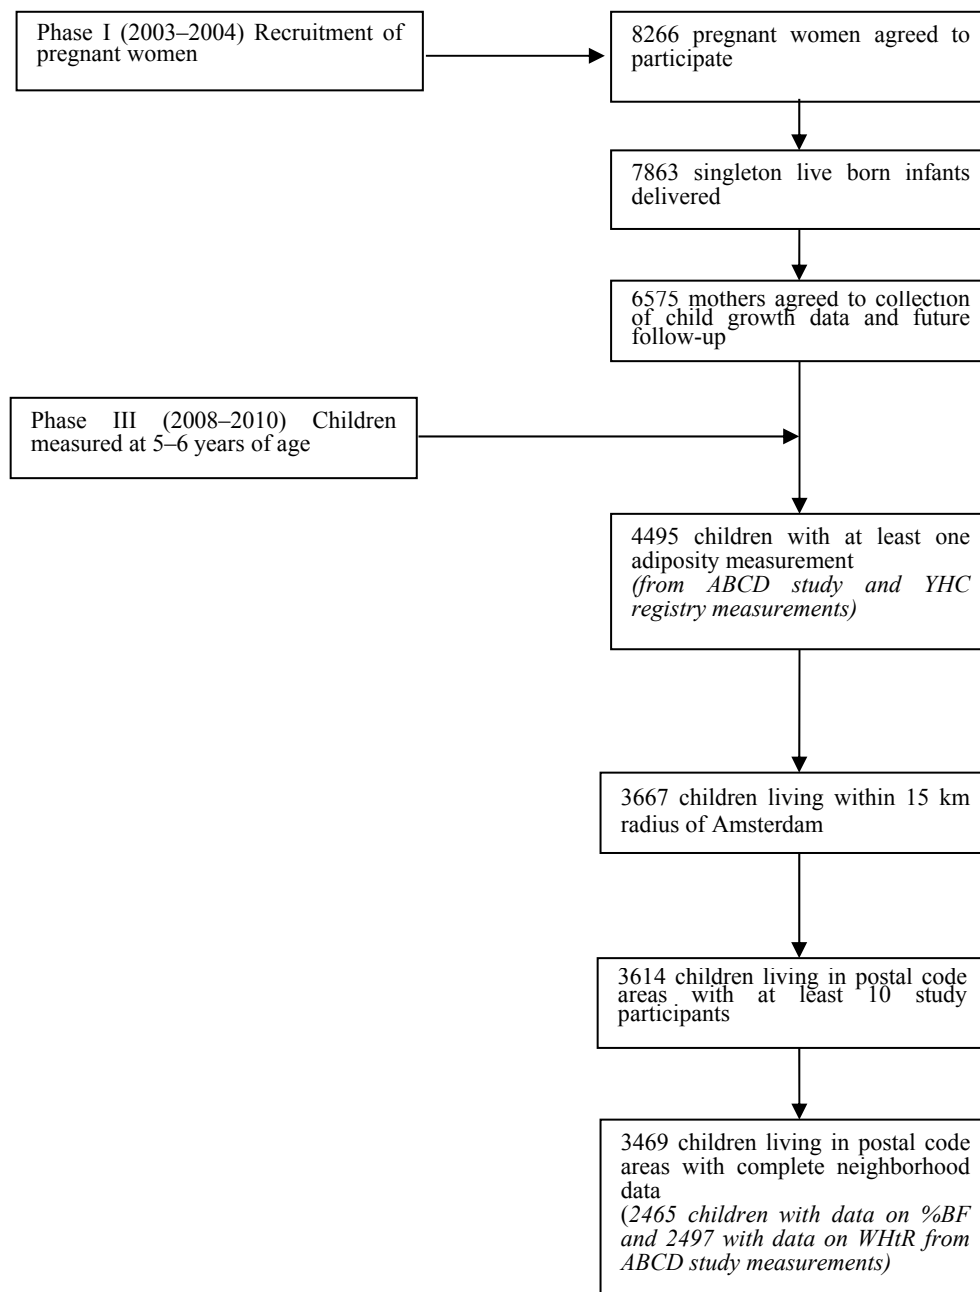 Phase I (2003–2004) Recruitment of
pregnant women
8266 pregnant women agreed to
participate
7863 singleton live born infants
delivered
6575 mothers agreed to collection
of child growth data and future
follow-up
Phase III (2008–2010) Children
measured at 5–6 years of age
4495 children with at least one
adiposity measurement
(from ABCD study and YHC
registry measurements)
3667 children living within 15 km
radius of Amsterdam
3614 children living in postal code
areas with at least 10 study
participants
3469 children living in postal code
areas with complete neighborhood
data
(2465 children with data on %BF
and 2497 with data on WHtR from
ABCD study measurements)